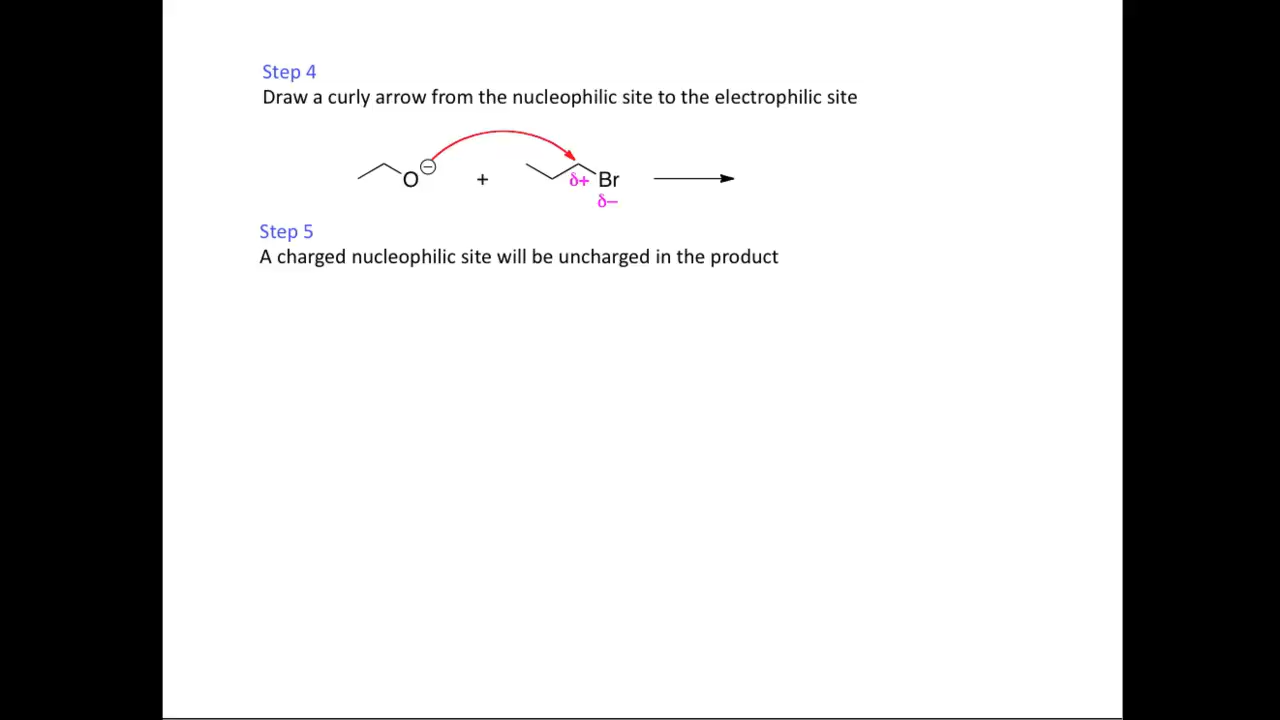 Step 4
Draw a curly arrow from the nucleophilic site to the electrophilic site
O ⊖ + δ+ Br
δ−
Step 5
A charged nucleophilic site will be uncharged in the product